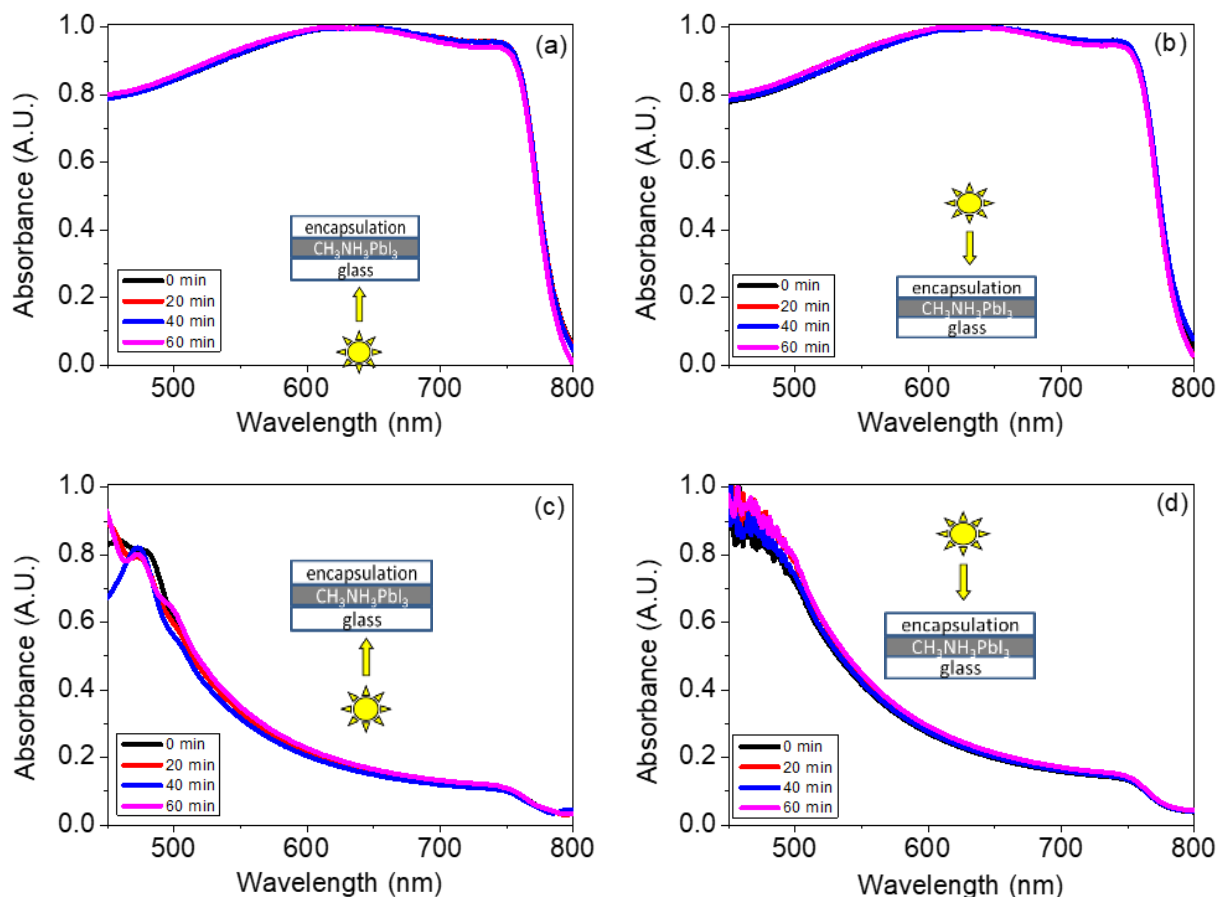 (a)
1.0
0.8
0.6
0.4
0.2
0.0
Absorbance (A.U.)
encapsulation
CH₃NH₃PbI₃
glass
0 min
20 min
40 min
60 min
500 600 700 800
Wavelength (nm)
(b)
1.0
0.8
0.6
0.4
0.2
0.0
Absorbance (A.U.)
encapsulation
CH₃NH₃PbI₃
glass
0 min
20 min
40 min
60 min
500 600 700 800
Wavelength (nm)
(c)
1.0
0.8
0.6
0.4
0.2
0.0
Absorbance (A.U.)
encapsulation
CH₃NH₃PbI₃
glass
0 min
20 min
40 min
60 min
500 600 700 800
Wavelength (nm)
(d)
1.0
0.8
0.6
0.4
0.2
0.0
Absorbance (A.U.)
encapsulation
CH₃NH₃PbI₃
glass
0 min
20 min
40 min
60 min
500 600 700 800
Wavelength (nm)